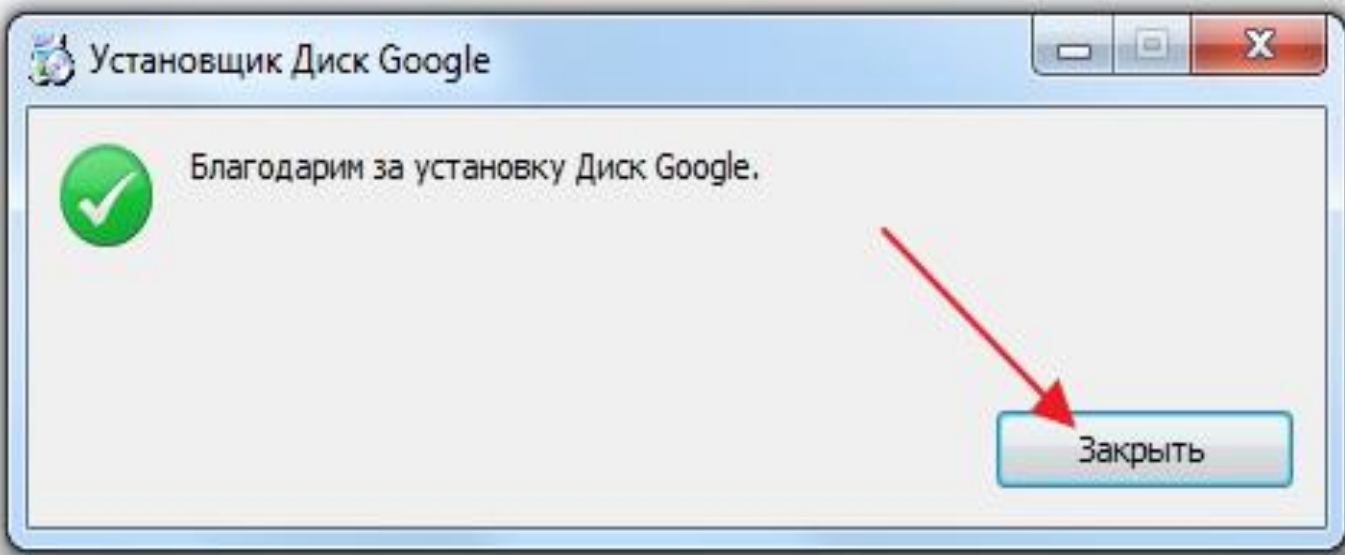 Установщик Диск Google
Благодарим за установку Диск Google.
Закрыть